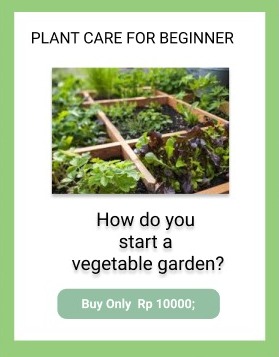 PLANT CARE FOR BEGINNER
How do you
start a
vegetable garden?
Buy Only Rp 10000;